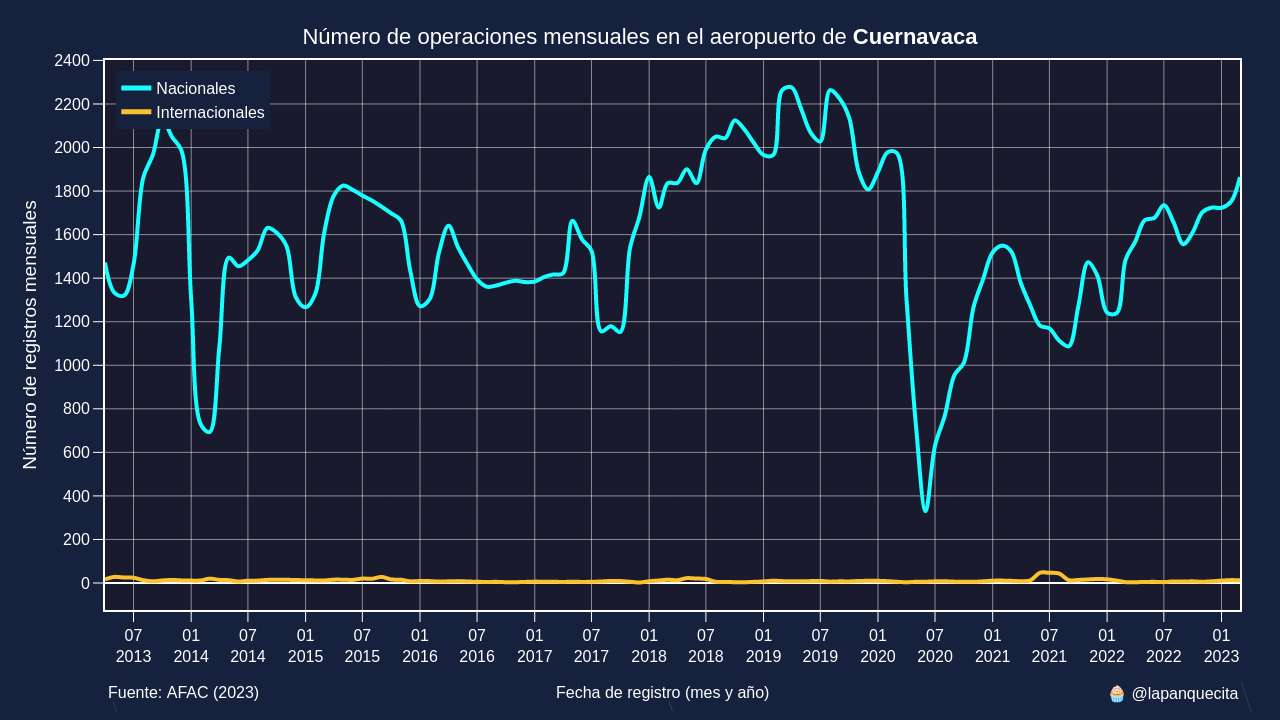 Número de operaciones mensuales en el aeropuerto de Cuernavaca
Nacionales
Internacionales
Número de registros mensuales
2400
2200
2000
1800
1600
1400
1200
1000
800
600
400
200
0
07 01 07 01 07 01 07 01 07 01 07 01 07 01 07 01 07 01 07 01
2013 2014 2014 2015 2015 2016 2016 2017 2017 2018 2018 2019 2019 2020 2020 2021 2021 2022 2022 2023
Fuente: AFAC (2023)
Fecha de registro (mes y año)
🧁 @lapanquecita